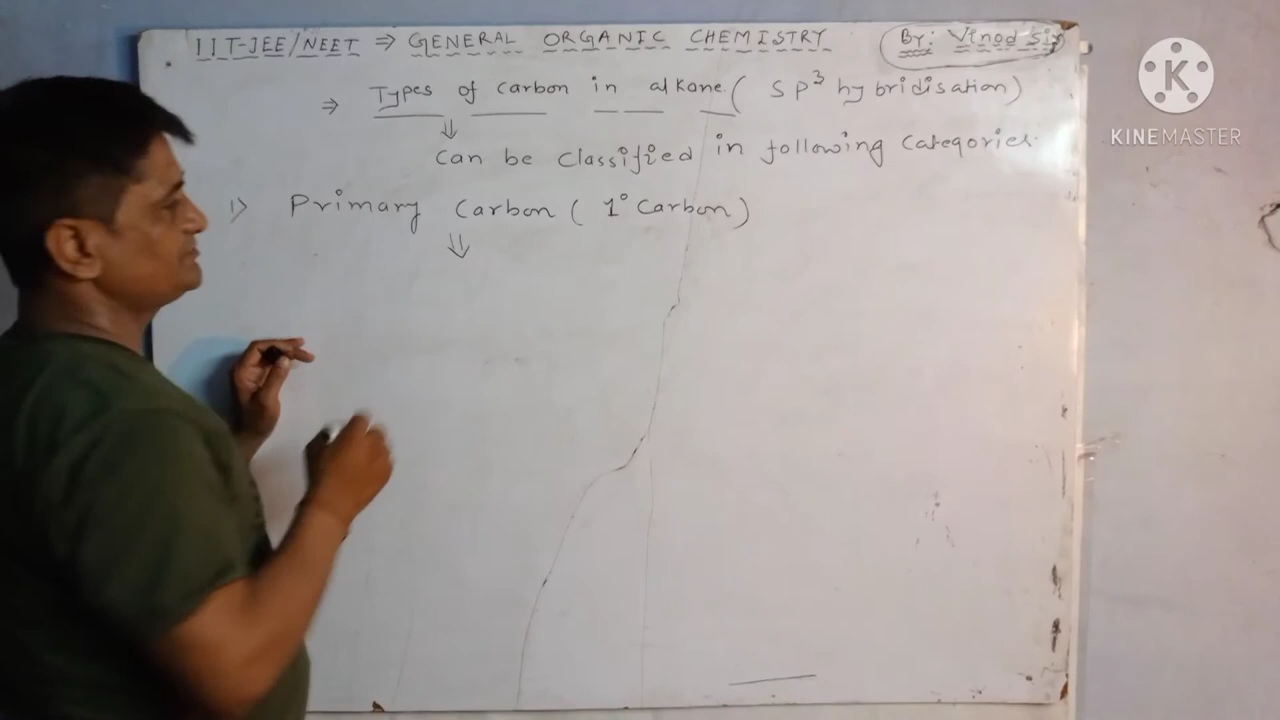 IIT-JEE/NEET ⇒ GENERAL ORGANIC CHEMISTRY By: Vinod Sir
⇒ Types of carbon in alkane ( SP³ hybridisation)
↓
can be classified in following categories.
1) Primary Carbon ( 1° Carbon)
⇓
K
KINEMASTER